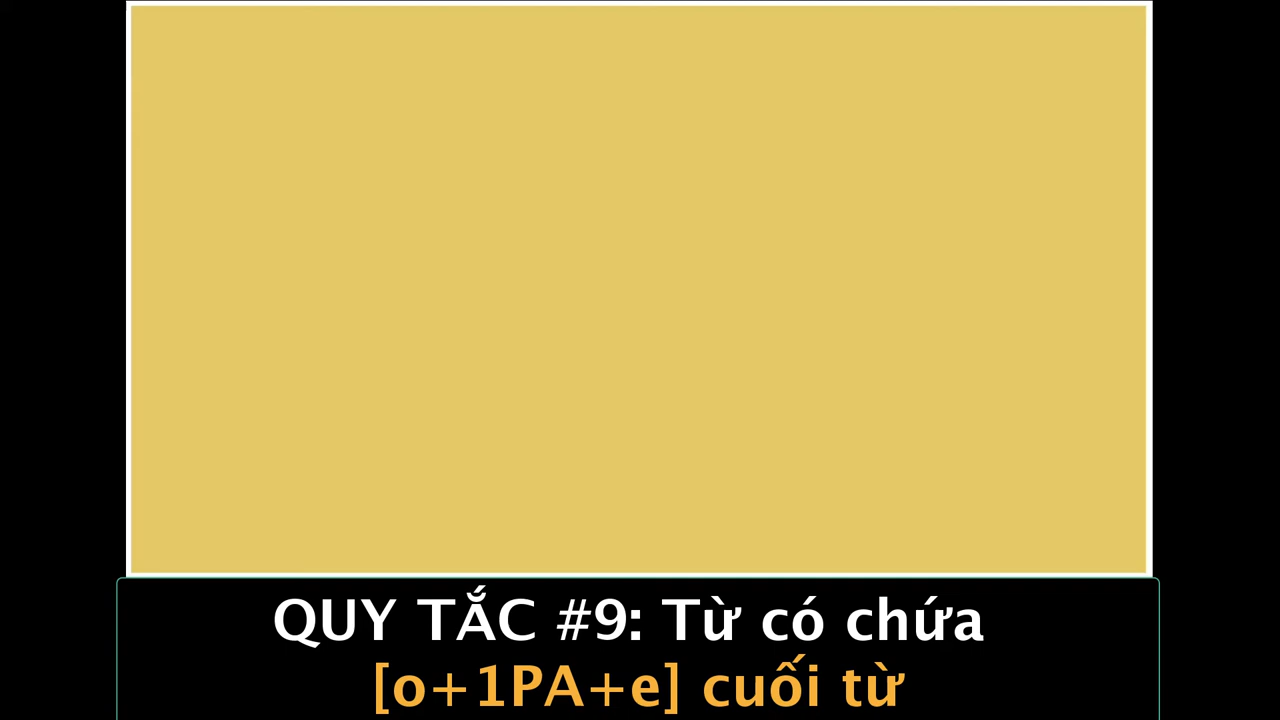 QUY TẮC #9: Từ có chứa
[o+1PA+e] cuối từ